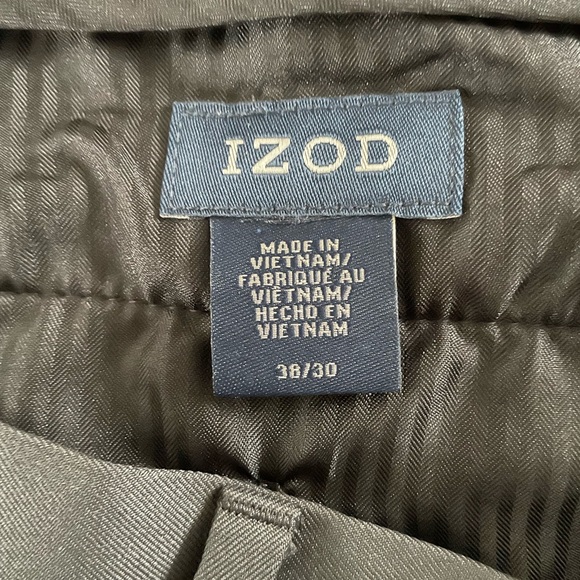 IZOD
MADE IN
VIETNAM/
FABRIQUÉ AU
VIÊTNAM/
HECHO EN
VIETNAM
38/30